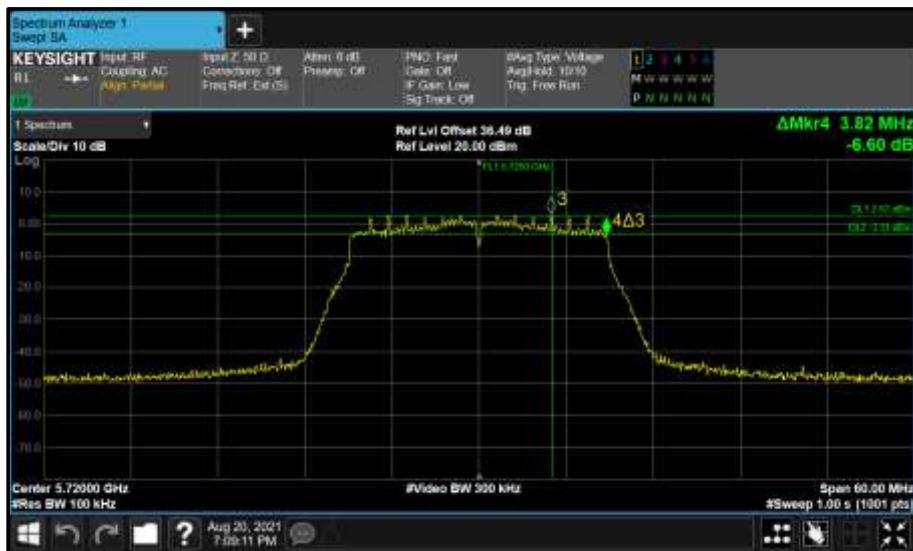 Spectrum Analyzer 1
Swept SA
KEYSIGHT
Input: RF
Coupling: AC
Align: Partial
Input Z: 50 Ω
Corrections: Off
Freq Ref: Ext (S)
Atten: 6 dB
Preamp: Off
PNO: Fast
Gate: Off
IF Gain: Low
Sig Track: Off
#Avg Type: Voltage
Avg|Hold: 10/10
Trig: Free Run
1 2 3 4 5 6
M W W W W W
P N N N N N
1 Spectrum
Scale/Div 10 dB
Ref Lvl Offset 36.49 dB
Ref Level 20.00 dBm
ΔMkr4 3.82 MHz
-6.60 dB
Log
10.0
0.00
-10.0
-20.0
-30.0
-40.0
-50.0
-60.0
-70.0
3
4Δ3
Center 5.72000 GHz
#Res BW 100 kHz
#Video BW 300 kHz
Span 60.00 MHz
#Sweep 1.00 s (1001 pts)
?
Aug 20, 2021
7:09:11 PM